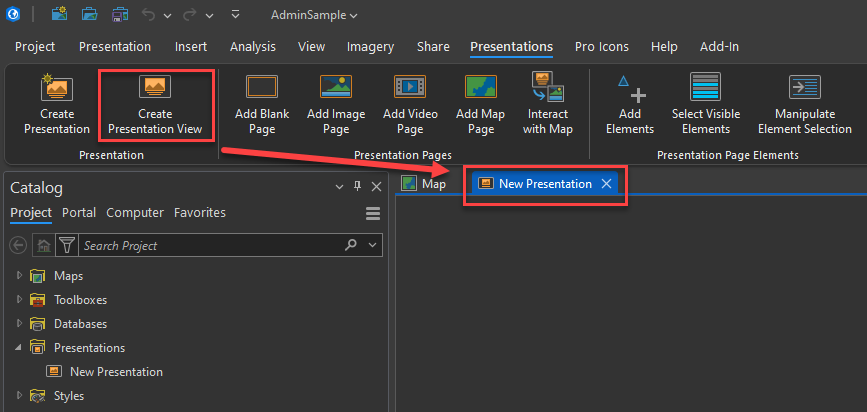 AdminSample
Project Presentation Insert Analysis View Imagery Share Presentations Pro Icons Help Add-In
Create Presentation
Create Presentation View
Add Blank Page
Add Image Page
Add Video Page
Add Map Page
Interact with Map
Add Elements
Select Visible Elements
Manipulate Element Selection
Presentation
Presentation Pages
Presentation Page Elements
Catalog
Project Portal Computer Favorites
Search Project
Maps
Toolboxes
Databases
Presentations
New Presentation
Styles
Map
New Presentation